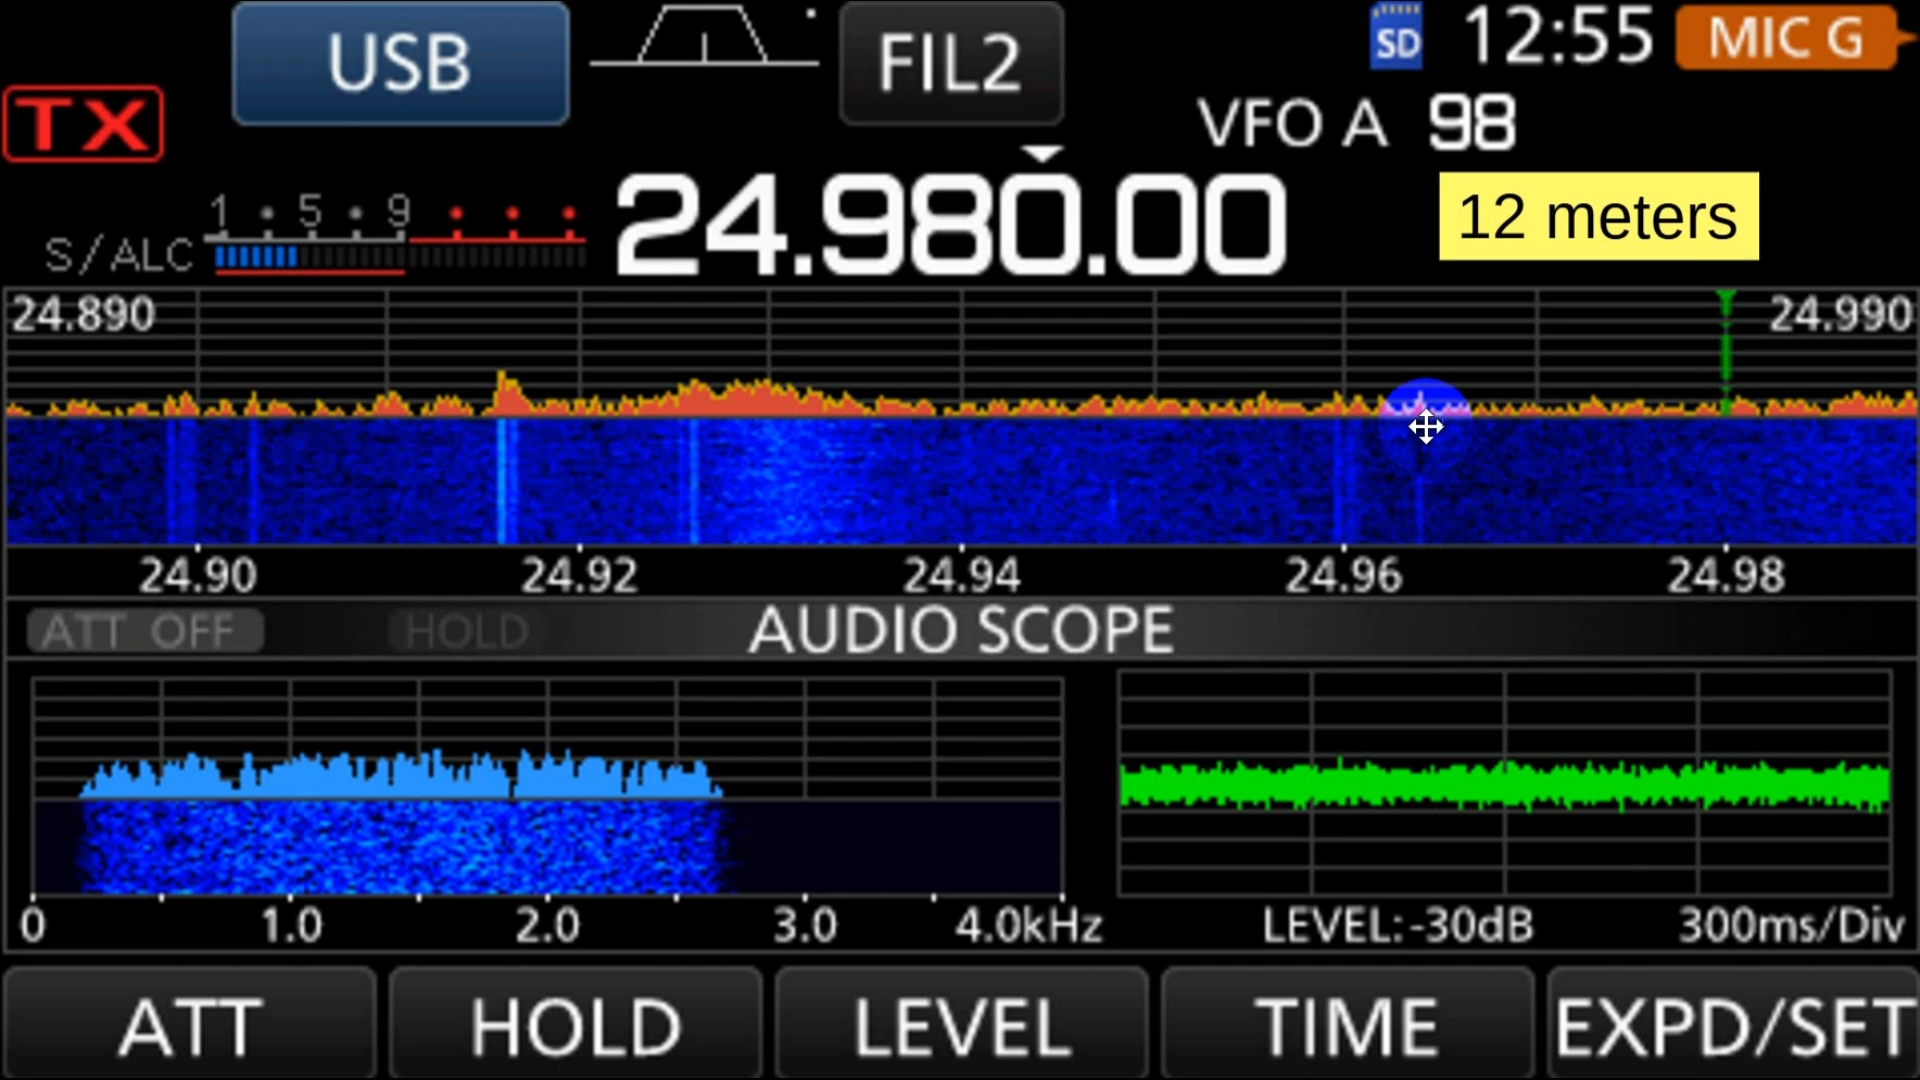 USB FIL2 SD 12:55 MIC G
TX VFO A 98
1 5 9
S/ALC 24.980.00 12 meters
24.890 24.990
24.90 24.92 24.94 24.96 24.98
ATT OFF HOLD AUDIO SCOPE
0 1.0 2.0 3.0 4.0kHz LEVEL:-30dB 300ms/Div
ATT HOLD LEVEL TIME EXPD/SET